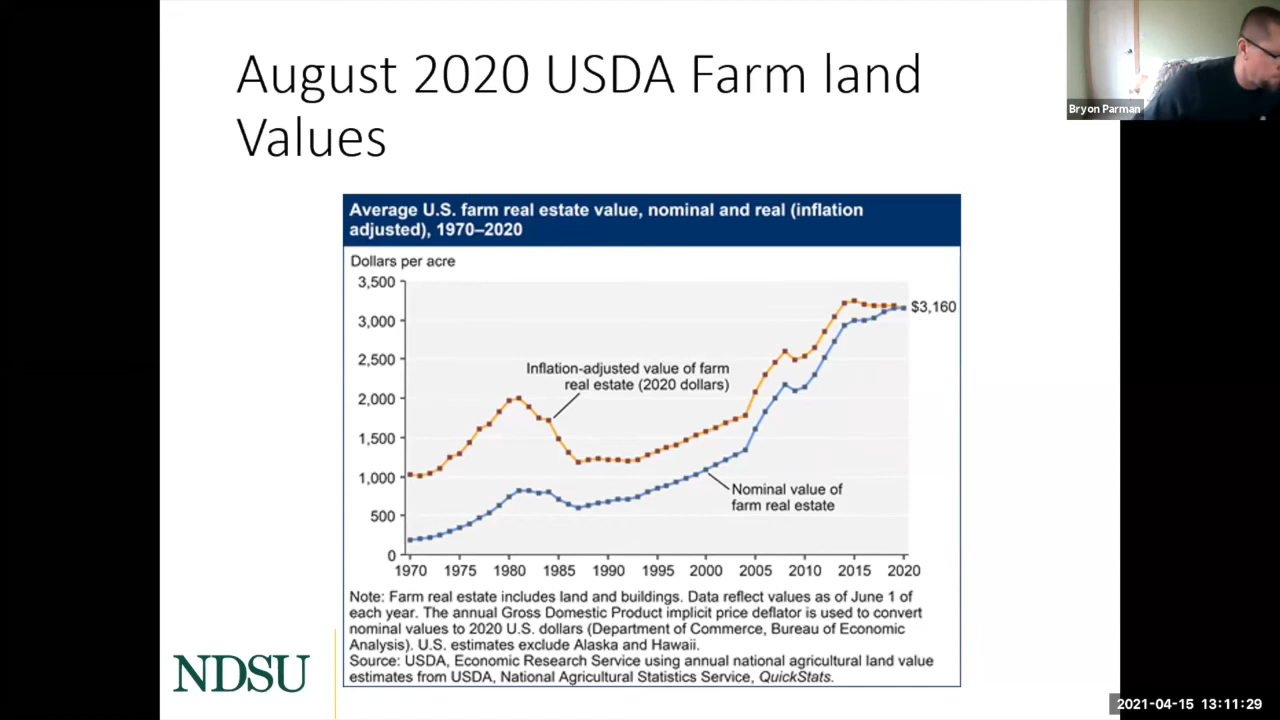 August 2020 USDA Farm land
Values
Bryon Parman
Average U.S. farm real estate value, nominal and real (inflation
adjusted), 1970–2020
Dollars per acre
3,500
3,000
2,500
2,000
1,500
1,000
500
0
$3,160
Inflation-adjusted value of farm
real estate (2020 dollars)
Nominal value of
farm real estate
1970 1975 1980 1985 1990 1995 2000 2005 2010 2015 2020
Note: Farm real estate includes land and buildings. Data reflect values as of June 1 of
each year. The annual Gross Domestic Product implicit price deflator is used to convert
nominal values to 2020 U.S. dollars (Department of Commerce, Bureau of Economic
Analysis). U.S. estimates exclude Alaska and Hawaii.
Source: USDA, Economic Research Service using annual national agricultural land value
estimates from USDA, National Agricultural Statistics Service, QuickStats.
NDSU
2021-04-15 13:11:29